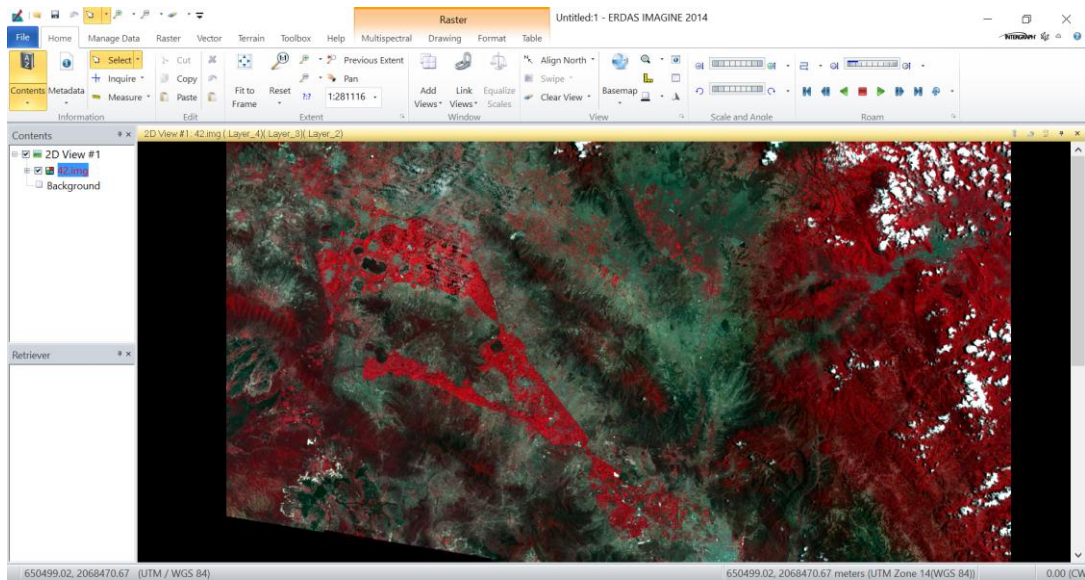 Raster
Untitled:1 - ERDAS IMAGINE 2014
File Home Manage Data Raster Vector Terrain Toolbox Help Multispectral Drawing Format Table
INTERGRAPH
Contents Metadata Select Inquire Measure Cut Copy Paste Fit to Frame Reset 1:1 Previous Extent Pan 1:281116 Add Views Link Views Equalize Scales Align North Swipe Clear View Basemap
Information Edit Extent Window View Scale and Angle Roam
Contents
2D View #1: 42.img (:Layer_4)(:Layer_3)(:Layer_2)
2D View #1
42.img
Background
Retriever
650499.02, 2068470.67 (UTM / WGS 84)
650499.02, 2068470.67 meters (UTM Zone 14(WGS 84))
0.00 (CW